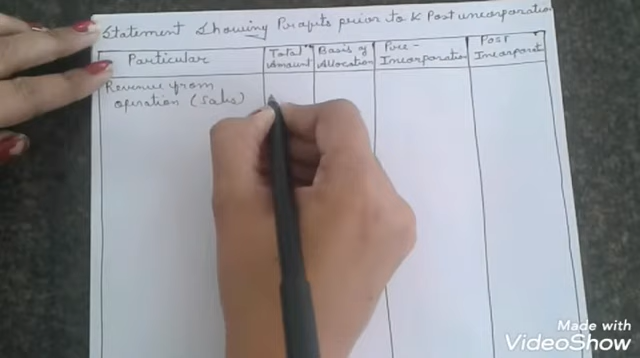 Statement Showing Profits prior to & Post incorporation
Particular
Total Amount
Basis of Allocation
Pre-Incorporation
Post Incorporat
Revenue from
operation (Sales)
Made with
VideoShow